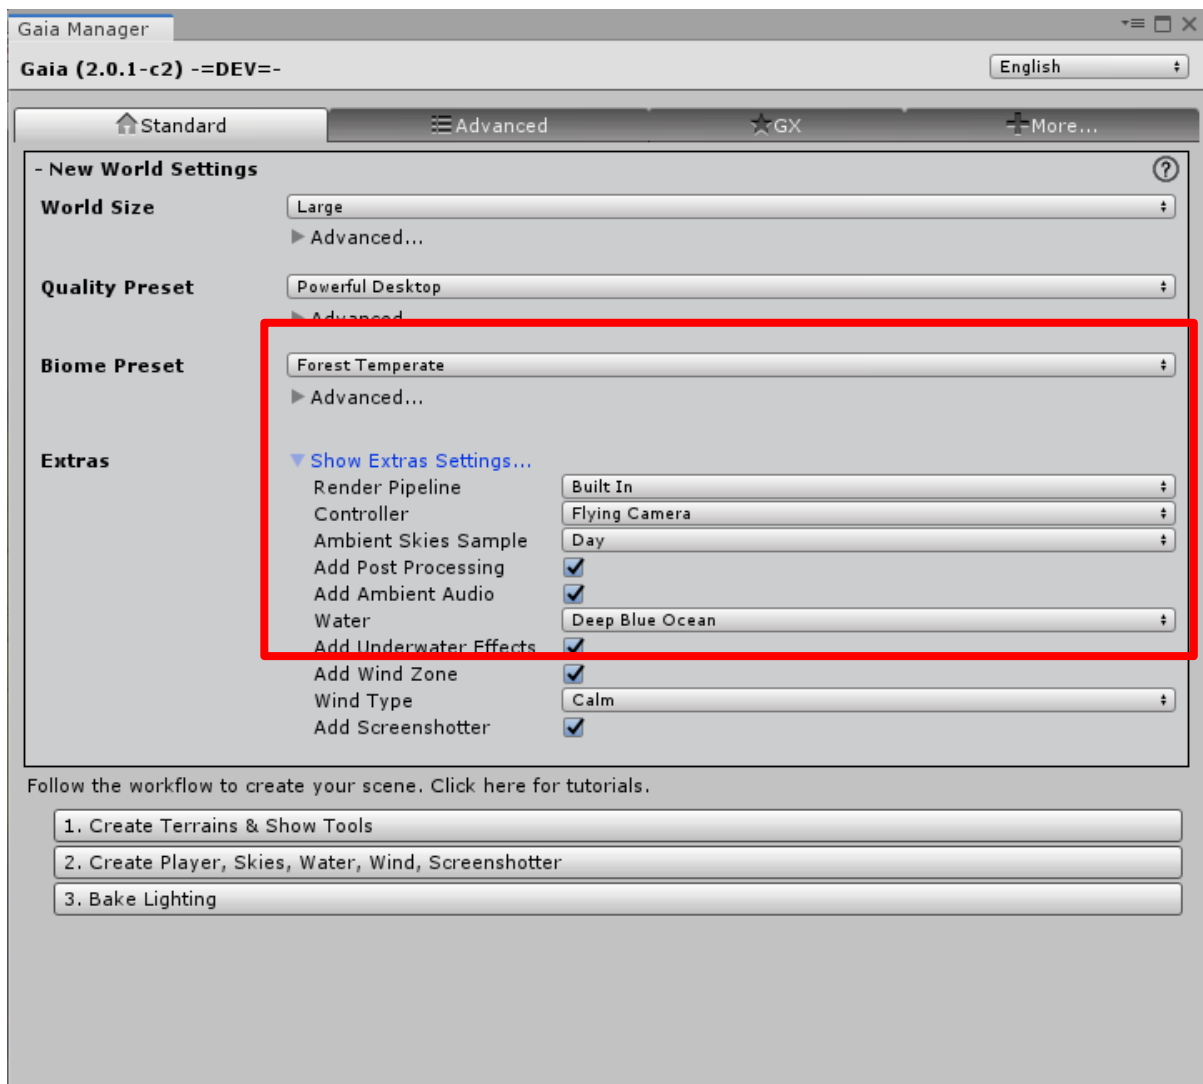 Gaia Manager
Gaia (2.0.1-c2) -=DEV=- English
Standard Advanced GX More...
- New World Settings ?
World Size Large
Advanced...
Quality Preset Powerful Desktop
Advanced
Biome Preset Forest Temperate
Advanced...
Extras Show Extras Settings...
Render Pipeline Built In
Controller Flying Camera
Ambient Skies Sample Day
Add Post Processing
Add Ambient Audio
Water Deep Blue Ocean
Add Underwater Effects
Add Wind Zone
Wind Type Calm
Add Screenshotter
Follow the workflow to create your scene. Click here for tutorials.
1. Create Terrains & Show Tools
2. Create Player, Skies, Water, Wind, Screenshotter
3. Bake Lighting